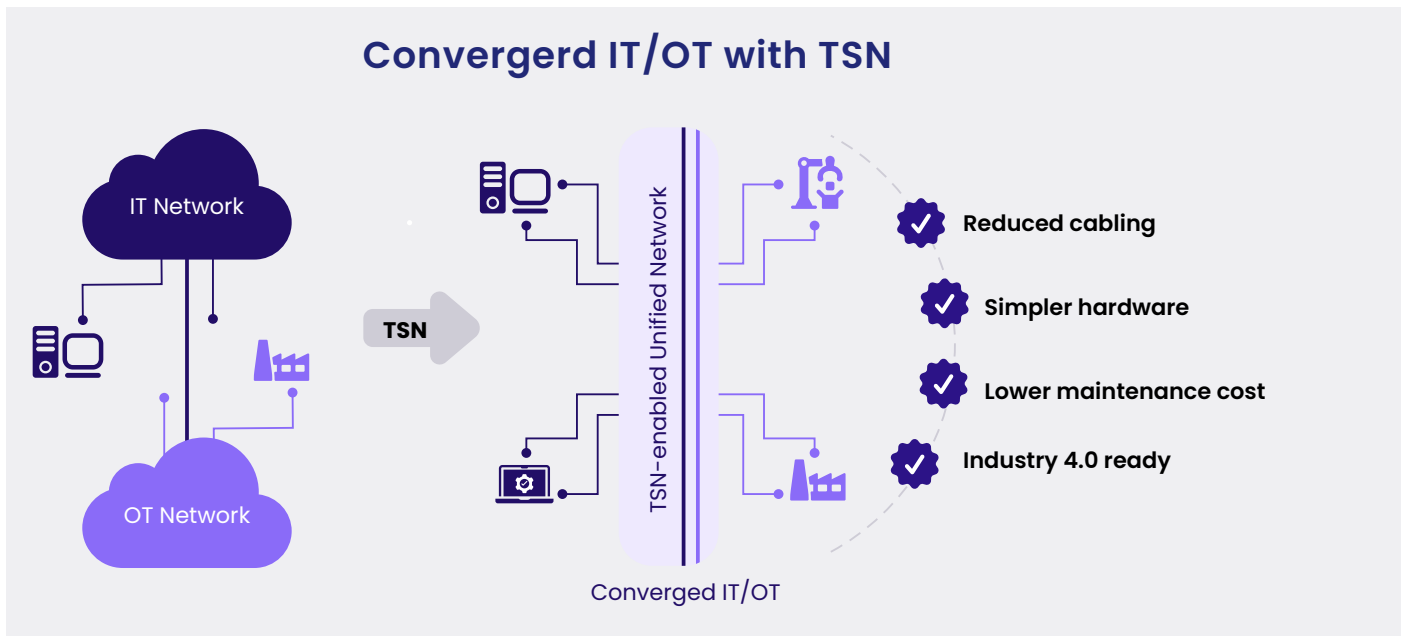 Convergerd IT/OT with TSN
IT Network
OT Network
TSN
TSN-enabled Unified Network
Converged IT/OT
Reduced cabling
Simpler hardware
Lower maintenance cost
Industry 4.0 ready